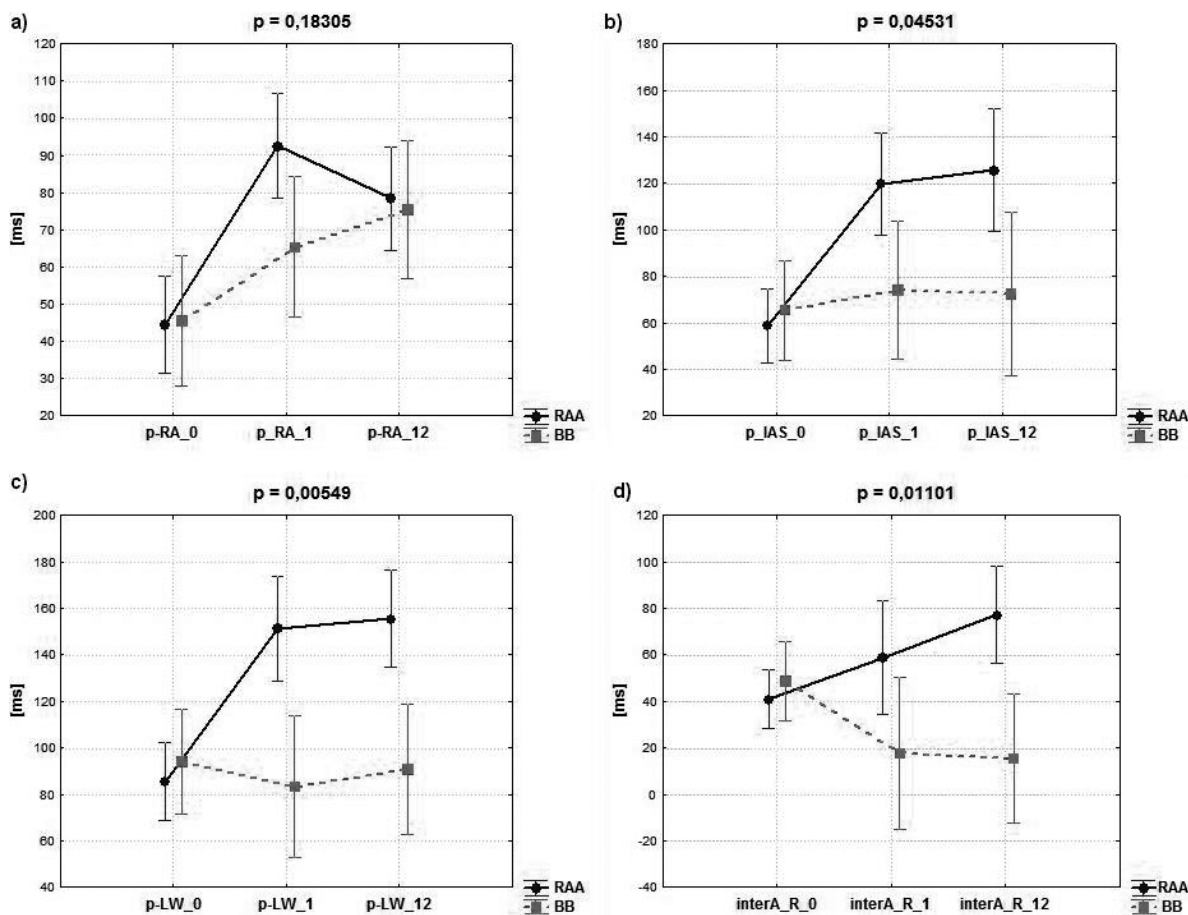 a)
p = 0,18305
[ms]
120
110
100
90
80
70
60
50
40
30
20
p-RA_0 p_RA_1 p-RA_12
RAA
BB
b)
p = 0,04531
[ms]
180
160
140
120
100
80
60
40
20
p_IAS_0 p_IAS_1 p_IAS_12
RAA
BB
c)
p = 0,00549
[ms]
200
180
160
140
120
100
80
60
40
p-LW_0 p-LW_1 p-LW_12
RAA
BB
d)
p = 0,01101
[ms]
120
100
80
60
40
20
0
-20
-40
interA_R_0 interA_R_1 interA_R_12
RAA
BB